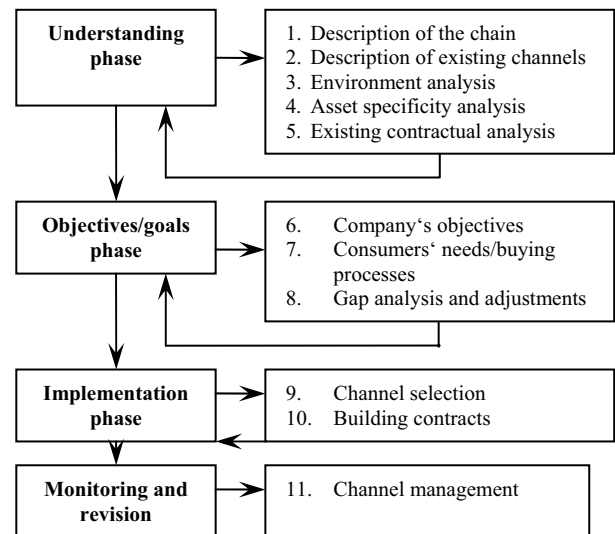 Understanding
phase
1. Description of the chain
2. Description of existing channels
3. Environment analysis
4. Asset specificity analysis
5. Existing contractual analysis
Objectives/goals
phase
6. Company‘s objectives
7. Consumers‘ needs/buying
processes
8. Gap analysis and adjustments
Implementation
phase
9. Channel selection
10. Building contracts
Monitoring and
revision
11. Channel management